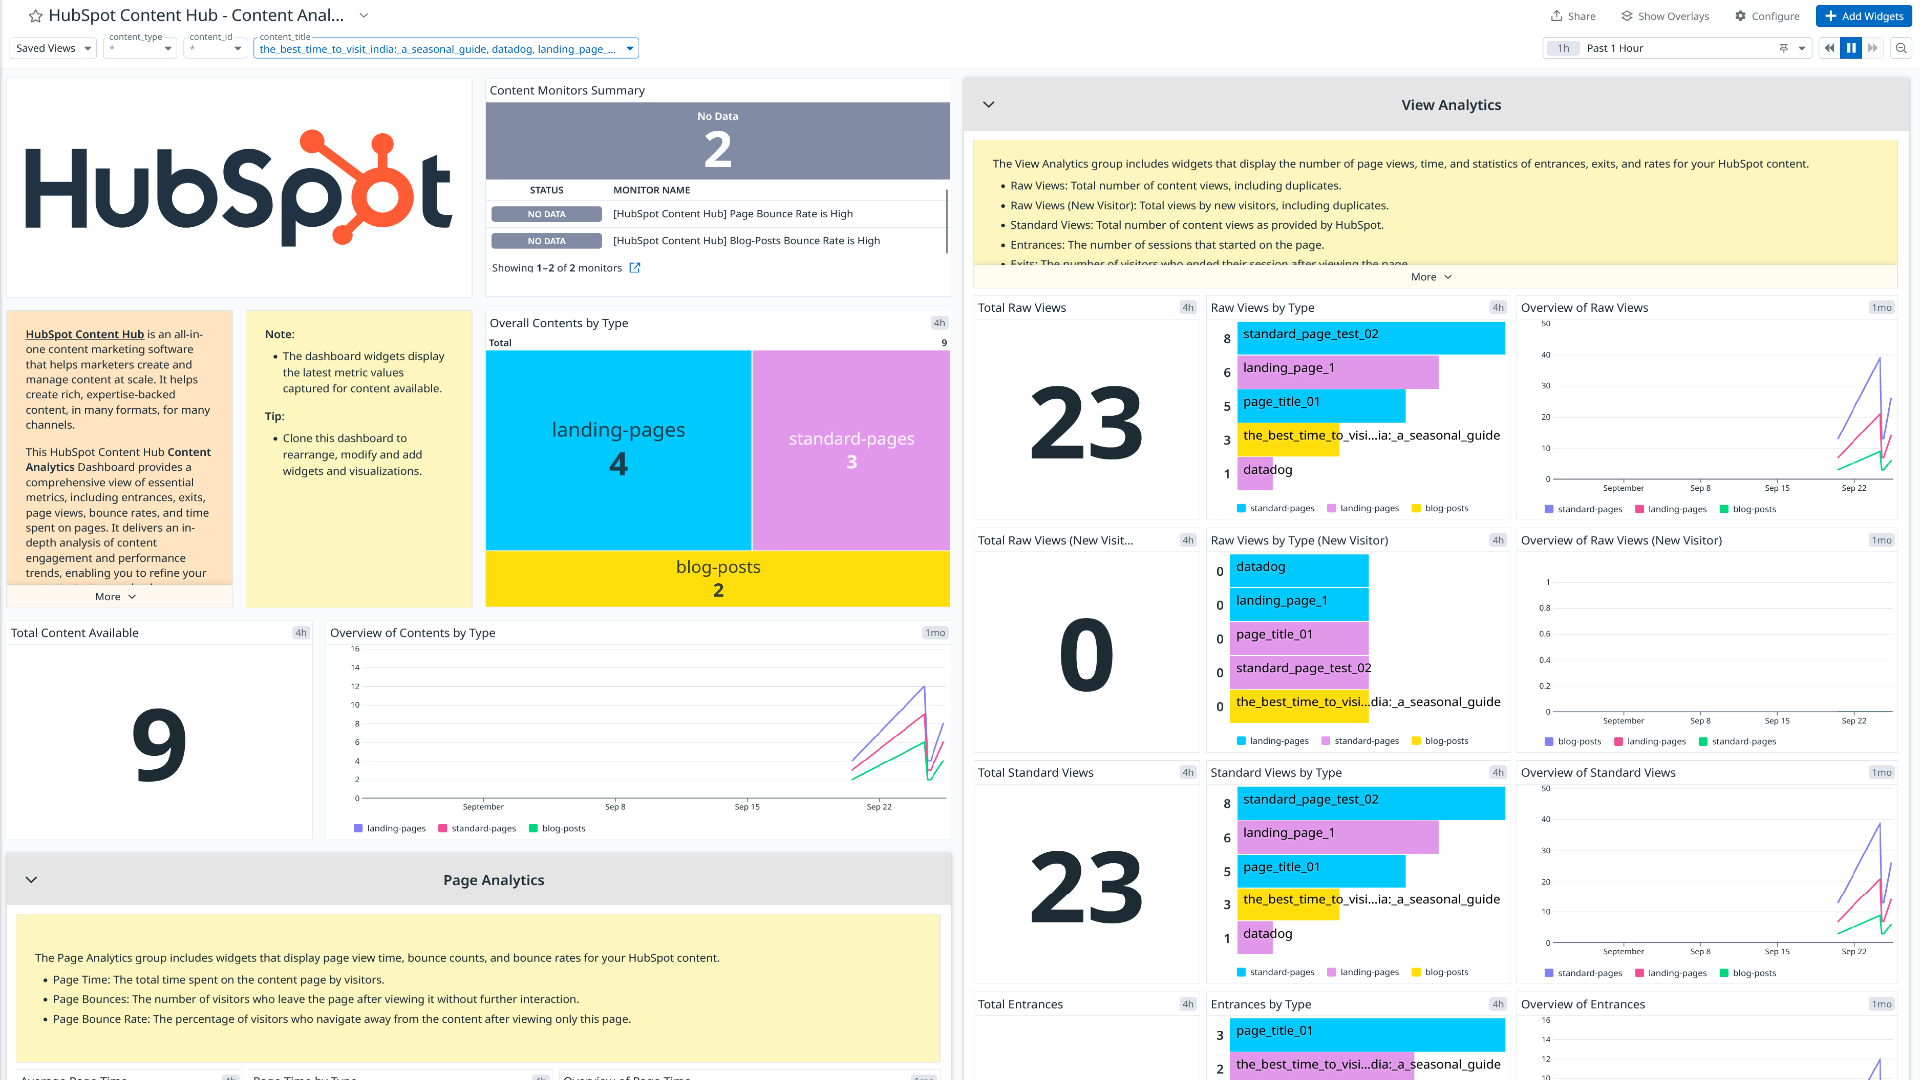 HubSpot Content Hub - Content Anal...
Share
Show Overlays
Configure
Add Widgets
Saved Views
content_type
*
content_id
*
content_title
the_best_time_to_visit_india:_a_seasonal_guide, datadog, landing_page_...
1h
Past 1 Hour
HubSpot
Content Monitors Summary
No Data
2
STATUS MONITOR NAME
NO DATA [HubSpot Content Hub] Page Bounce Rate is High
NO DATA [HubSpot Content Hub] Blog-Posts Bounce Rate is High
Showing 1–2 of 2 monitors
HubSpot Content Hub is an all-in-
one content marketing software
that helps marketers create and
manage content at scale. It helps
create rich, expertise-backed
content, in many formats, for many
channels.
This HubSpot Content Hub Content
Analytics Dashboard provides a
comprehensive view of essential
metrics, including entrances, exits,
page views, bounce rates, and time
spent on pages. It delivers an in-
depth analysis of content
engagement and performance
trends, enabling you to refine your
More
Note:
• The dashboard widgets display
the latest metric values
captured for content available.
Tip:
• Clone this dashboard to
rearrange, modify and add
widgets and visualizations.
Overall Contents by Type 4h
Total 9
landing-pages
4
standard-pages
3
blog-posts
2
Total Content Available 4h
9
Overview of Contents by Type 1mo
16
14
12
10
8
6
4
2
0
September Sep 8 Sep 15 Sep 22
landing-pages standard-pages blog-posts
Page Analytics
The Page Analytics group includes widgets that display page view time, bounce counts, and bounce rates for your HubSpot content.
• Page Time: The total time spent on the content page by visitors.
• Page Bounces: The number of visitors who leave the page after viewing it without further interaction.
• Page Bounce Rate: The percentage of visitors who navigate away from the content after viewing only this page.
Average Page Time 4h
Page Time by Type 4h
Overview of Page Time 1mo
View Analytics
The View Analytics group includes widgets that display the number of page views, time, and statistics of entrances, exits, and rates for your HubSpot content.
• Raw Views: Total number of content views, including duplicates.
• Raw Views (New Visitor): Total views by new visitors, including duplicates.
• Standard Views: Total number of content views as provided by HubSpot.
• Entrances: The number of sessions that started on the page.
• Exits: The number of visitors who ended their session after viewing the page.
More
Total Raw Views 4h
23
Raw Views by Type 4h
8 standard_page_test_02
6 landing_page_1
5 page_title_01
3 the_best_time_to_visi...ia:_a_seasonal_guide
1 datadog
standard-pages landing-pages blog-posts
Overview of Raw Views 1mo
50
40
30
20
10
0
September Sep 8 Sep 15 Sep 22
standard-pages landing-pages blog-posts
Total Raw Views (New Visit... 4h
0
Raw Views by Type (New Visitor) 4h
0 datadog
0 landing_page_1
0 page_title_01
0 standard_page_test_02
0 the_best_time_to_visi...dia:_a_seasonal_guide
landing-pages standard-pages blog-posts
Overview of Raw Views (New Visitor) 1mo
1
0.8
0.6
0.4
0.2
0
September Sep 8 Sep 15 Sep 22
blog-posts landing-pages standard-pages
Total Standard Views 4h
23
Standard Views by Type 4h
8 standard_page_test_02
6 landing_page_1
5 page_title_01
3 the_best_time_to_visi...ia:_a_seasonal_guide
1 datadog
standard-pages landing-pages blog-posts
Overview of Standard Views 1mo
50
40
30
20
10
0
September Sep 8 Sep 15 Sep 22
standard-pages landing-pages blog-posts
Total Entrances 4h
Entrances by Type 4h
3 page_title_01
2 the_best_time_to_visi...dia:_a_seasonal_guide
Overview of Entrances 1mo
16
14
12
10